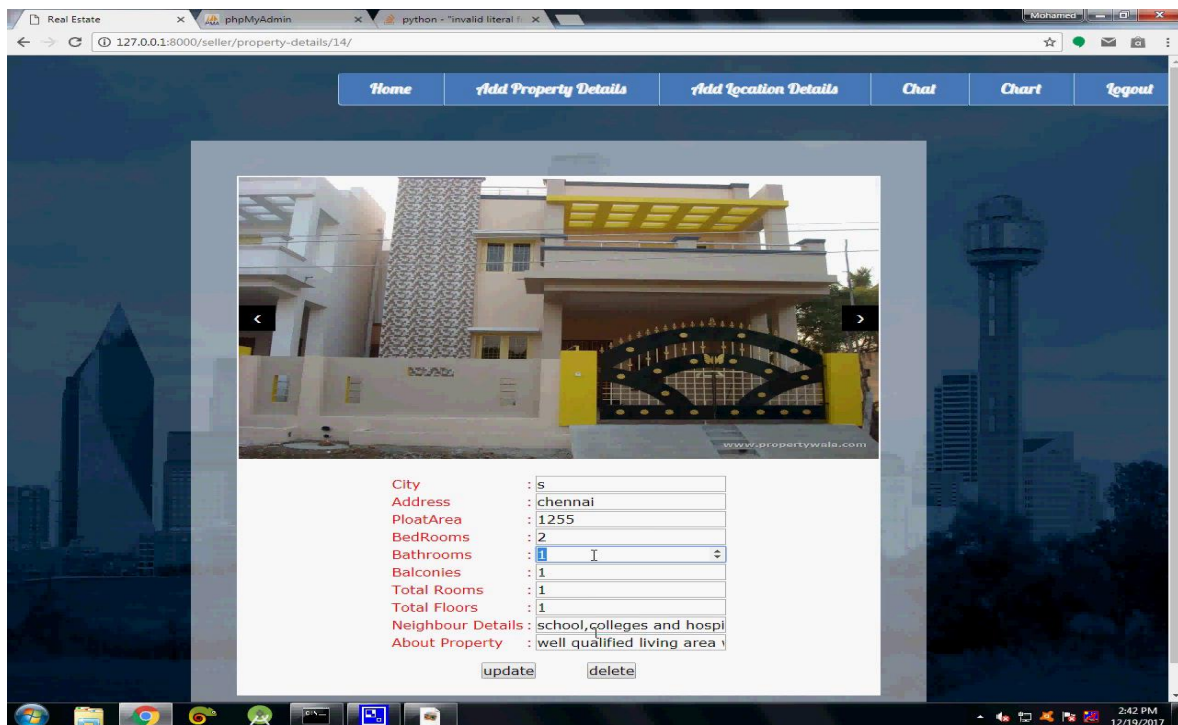 Real Estate
phpMyAdmin
python - "invalid literal f
Mohamed
127.0.0.1:8000/seller/property-details/14/
Home Add Property Details Add Location Details Chat Chart Logout
www.propertywala.com
City : s
Address : chennai
PloatArea : 1255
BedRooms : 2
Bathrooms : 1
Balconies : 1
Total Rooms : 1
Total Floors : 1
Neighbour Details : school,colleges and hospi
About Property : well qualified living area
update delete
2:42 PM
12/19/2017